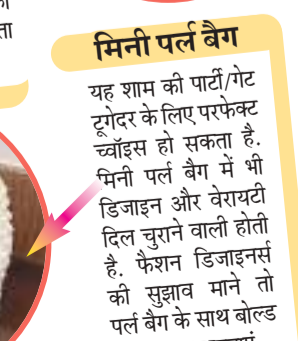 मिनी पर्ल बैग
यह शाम की पार्टी/गेट
टूगेदर के लिए परफेक्ट
च्वॉइस हो सकता है.
मिनी पर्ल बैग में भी
डिजाइन और वेरायटी
दिल चुराने वाली होती
है. फैशन डिजाइनर्स
की सुझाव माने तो
पर्ल बैग के साथ बोल्ड